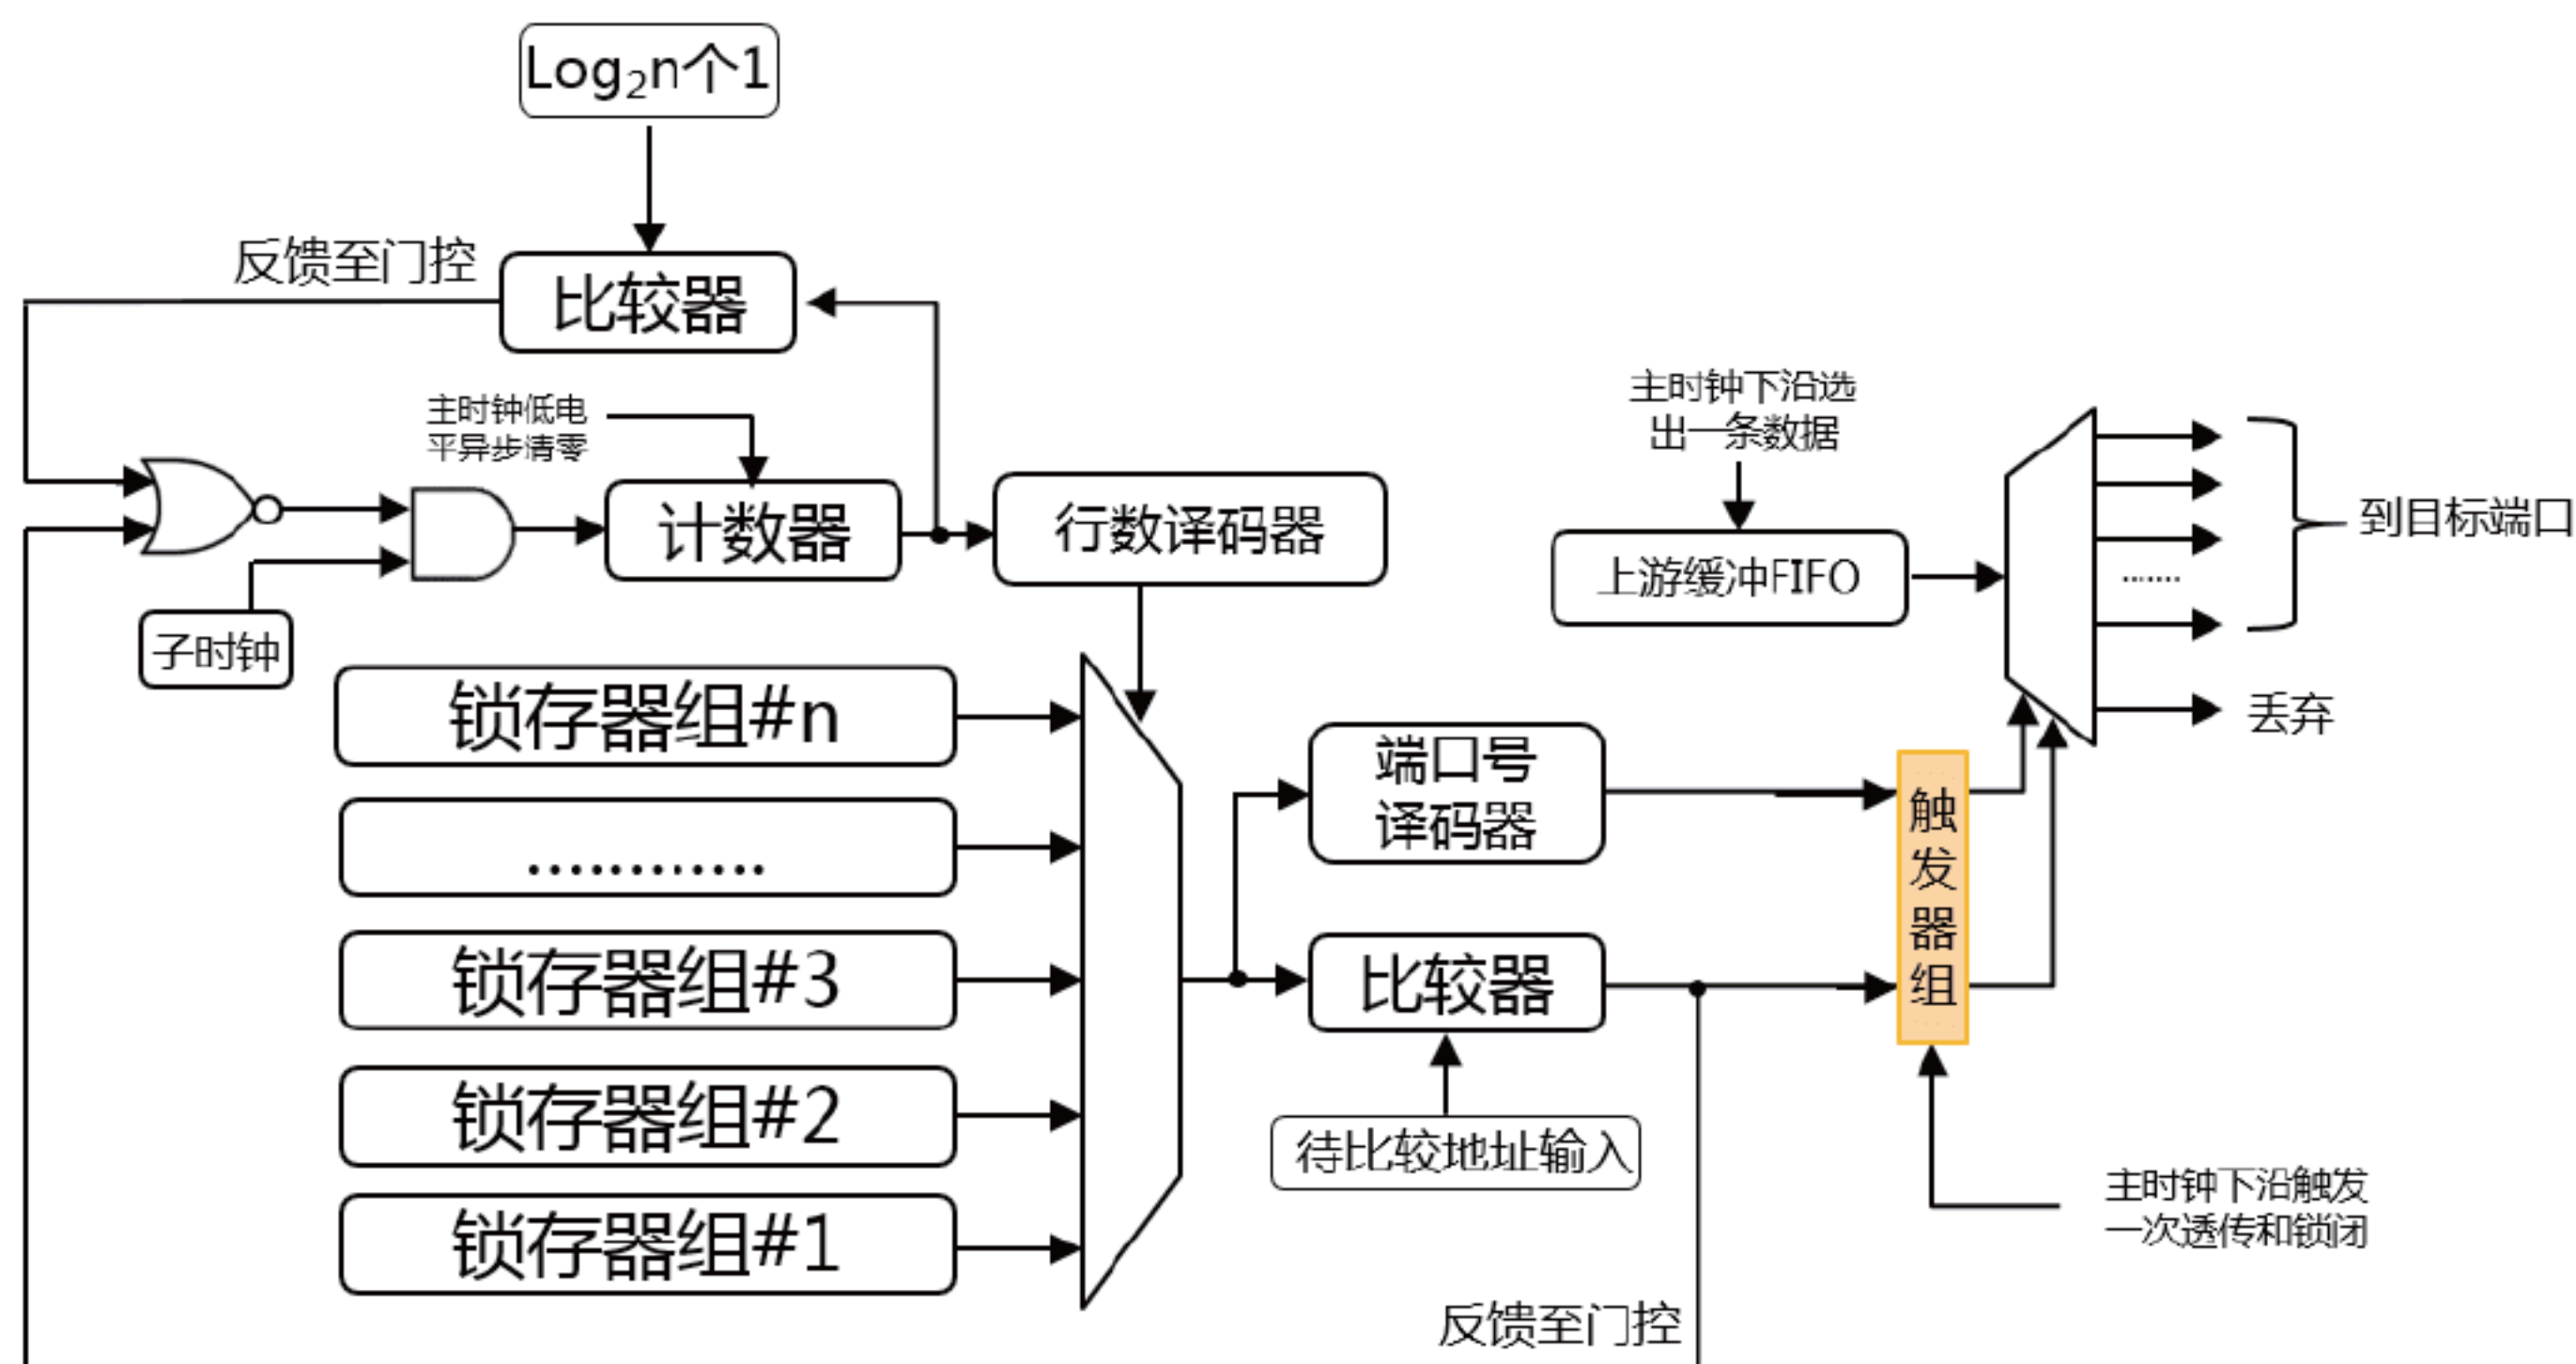 Log₂n个1
反馈至门控
比较器
主时钟低电
平异步清零
主时钟下沿选
出一条数据
计数器
行数译码器
上游缓冲FIFO
到目标端口
.......
子时钟
锁存器组#n
丢弃
端口号
译码器
触
发
器
组
............
锁存器组#3
比较器
锁存器组#2
待比较地址输入
主时钟下沿触发
一次透传和锁闭
锁存器组#1
反馈至门控